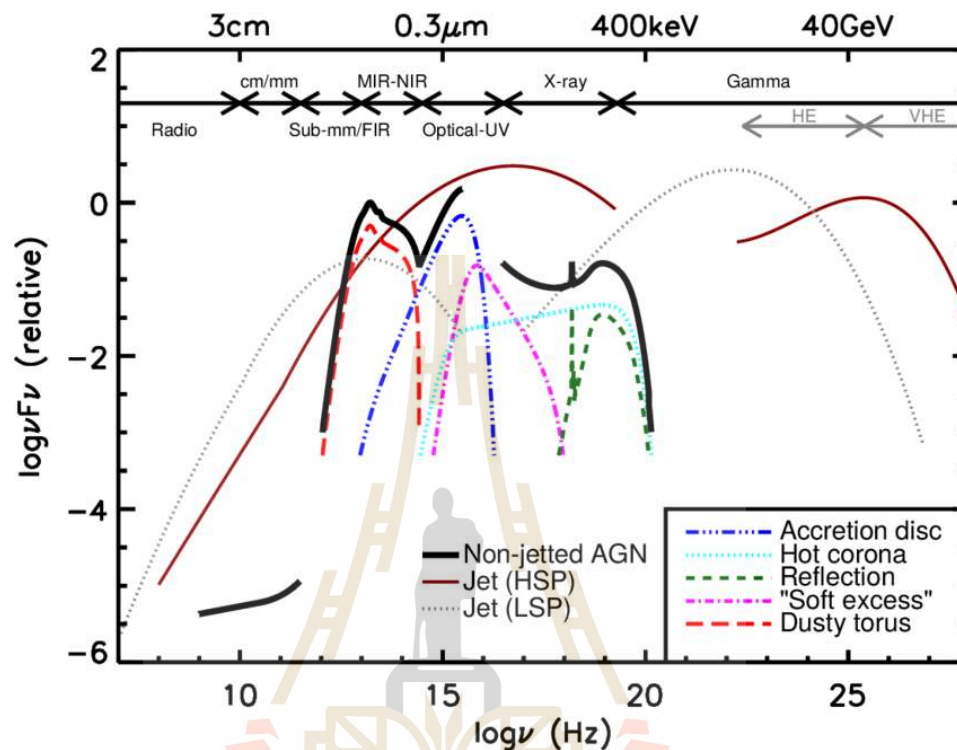 3cm 0.3μm 400keV 40GeV
cm/mm MIR-NIR X-ray Gamma
Radio Sub-mm/FIR Optical-UV HE VHE
2
0
−2
−4
−6
logνFν (relative)
Non-jetted AGN
Jet (HSP)
Jet (LSP)
Accretion disc
Hot corona
Reflection
"Soft excess"
Dusty torus
10 15 20 25
logν (Hz)